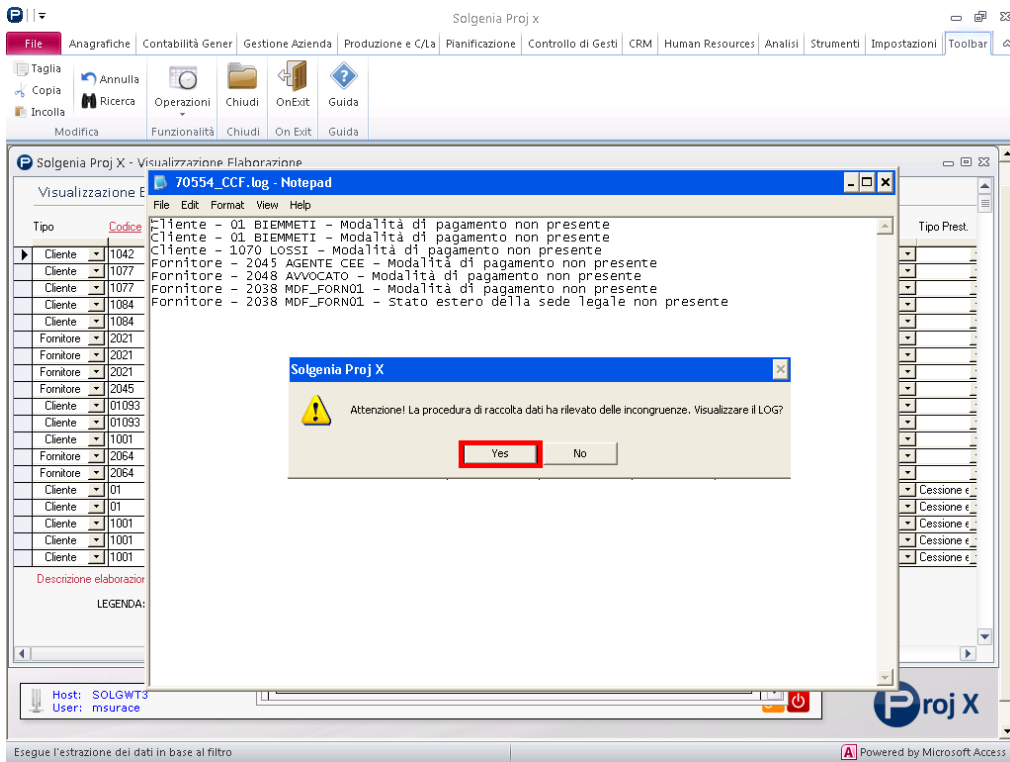 Solgenia Proj x
File Anagrafiche Contabilità Gener Gestione Azienda Produzione e C/La Pianificazione Controllo di Gesti CRM Human Resources Analisi Strumenti Impostazioni Toolbar
Taglia
Copia
Incolla
Annulla
Ricerca
Operazioni
Chiudi
OnExit
Guida
Modifica Funzionalità Chiudi On Exit Guida
Solgenia Proj X - Visualizzazione Elaborazione
Visualizzazione E
Tipo Codice Tipo Prest.
70554_CCF.log - Notepad
File Edit Format View Help
Cliente - 01 BIEMMETI - Modalità di pagamento non presente
Cliente - 01 BIEMMETI - Modalità di pagamento non presente
Cliente - 1070 LOSSI - Modalità di pagamento non presente
Fornitore - 2045 AGENTE CEE - Modalità di pagamento non presente
Fornitore - 2048 AVVOCATO - Modalità di pagamento non presente
Fornitore - 2038 MDF_FORN01 - Modalità di pagamento non presente
Fornitore - 2038 MDF_FORN01 - Stato estero della sede legale non presente
Solgenia Proj X
Attenzione! La procedura di raccolta dati ha rilevato delle incongruenze. Visualizzare il LOG?
Yes No
Cliente 1042
Cliente 1077
Cliente 1077
Cliente 1084
Cliente 1084
Fornitore 2021
Fornitore 2021
Fornitore 2021
Fornitore 2045
Cliente 01093
Cliente 01093
Cliente 1001
Fornitore 2064
Fornitore 2064
Cliente 01 Cessione e
Cliente 01 Cessione e
Cliente 1001 Cessione e
Cliente 1001 Cessione e
Cliente 1001 Cessione e
Descrizione elaborazior
LEGENDA:
Host: SOLGWT3
User: msurace
Proj X
Esegue l'estrazione dei dati in base al filtro
Powered by Microsoft Access